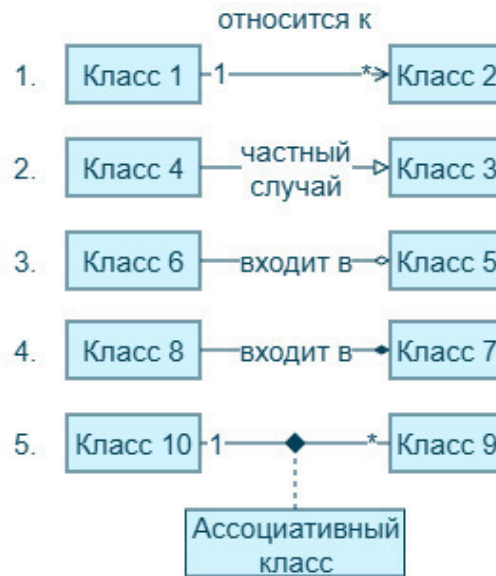 относится к
1. Класс 1 1 * Класс 2
2. Класс 4 частный случай Класс 3
3. Класс 6 входит в Класс 5
4. Класс 8 входит в Класс 7
5. Класс 10 1 * Класс 9
Ассоциативный
класс